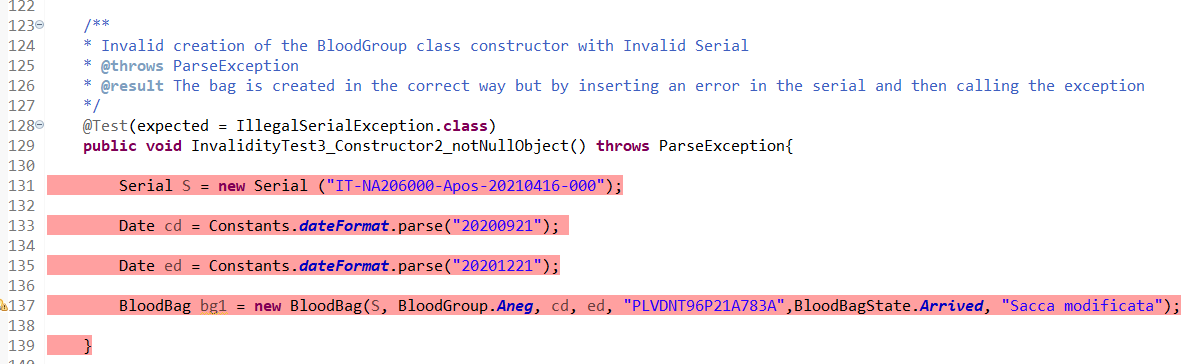 122
123 /**
124 * Invalid creation of the BloodGroup class constructor with Invalid Serial
125 * @throws ParseException
126 * @result The bag is created in the correct way but by inserting an error in the serial and then calling the exception
127 */
128 @Test(expected = IllegalSerialException.class)
129 public void InvalidityTest3_Constructor2_notNullObject() throws ParseException{
130
131 Serial S = new Serial ("IT-NA206000-Apos-20210416-000");
132
133 Date cd = Constants.dateFormat.parse("20200921");
134
135 Date ed = Constants.dateFormat.parse("20201221");
136
137 BloodBag bg1 = new BloodBag(S, BloodGroup.Aneg, cd, ed, "PLVDNT96P21A783A",BloodBagState.Arrived, "Sacca modificata");
138
139 }